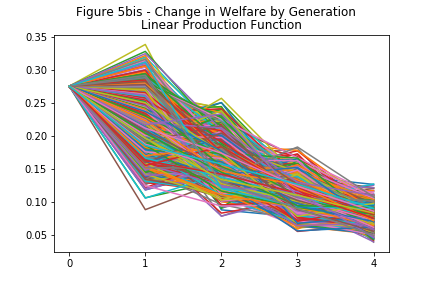 Figure 5bis - Change in Welfare by Generation
Linear Production Function
0.35
0.30
0.25
0.20
0.15
0.10
0.05
0 1 2 3 4